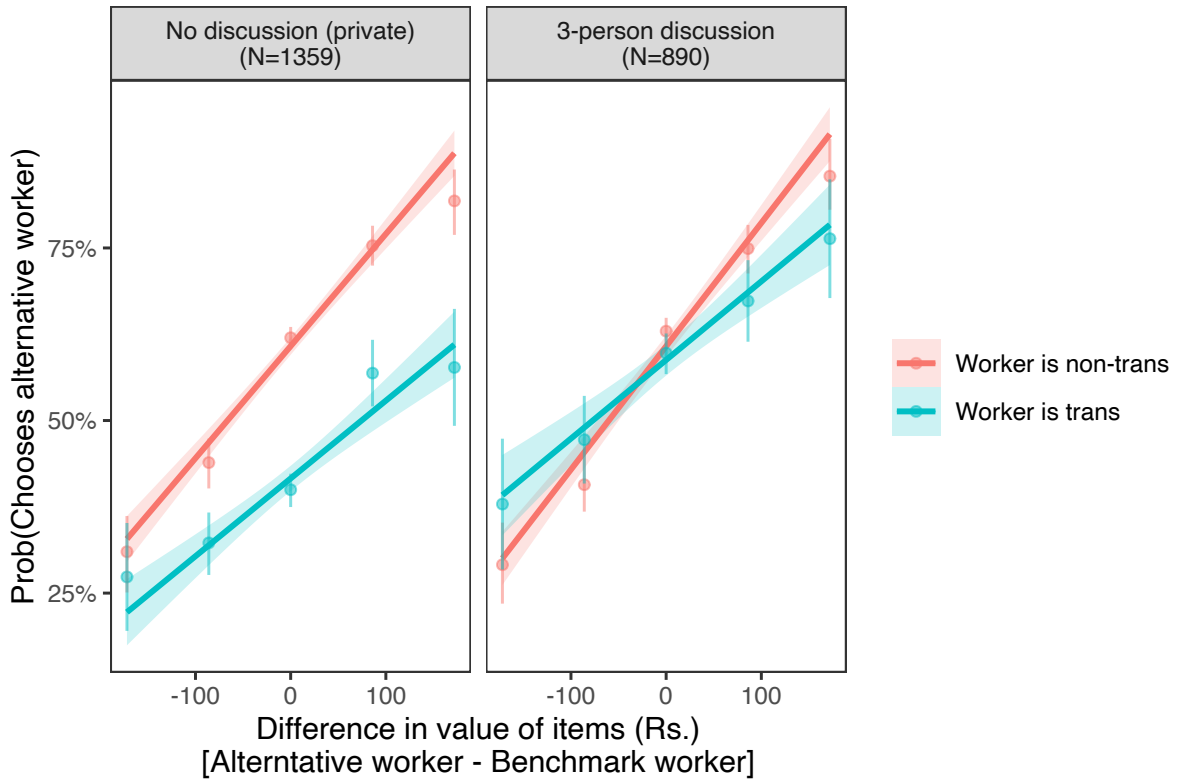 No discussion (private)
(N=1359)
3-person discussion
(N=890)
Prob(Chooses alternative worker)
75%
50%
25%
-100
0
100
-100
0
100
Difference in value of items (Rs.)
[Alterntative worker - Benchmark worker]
Worker is non-trans
Worker is trans